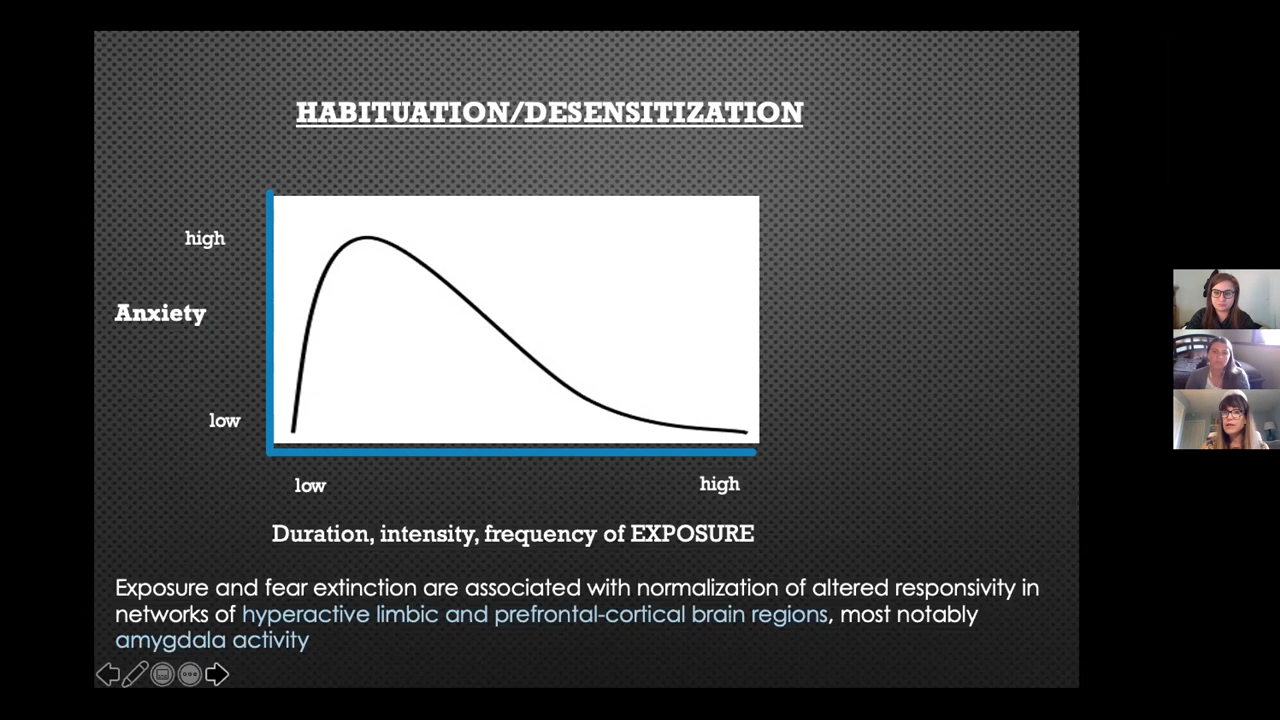 HABITUATION/DESENSITIZATION
high
Anxiety
low
low
high
Duration, intensity, frequency of EXPOSURE
Exposure and fear extinction are associated with normalization of altered responsivity in
networks of hyperactive limbic and prefrontal-cortical brain regions, most notably
amygdala activity